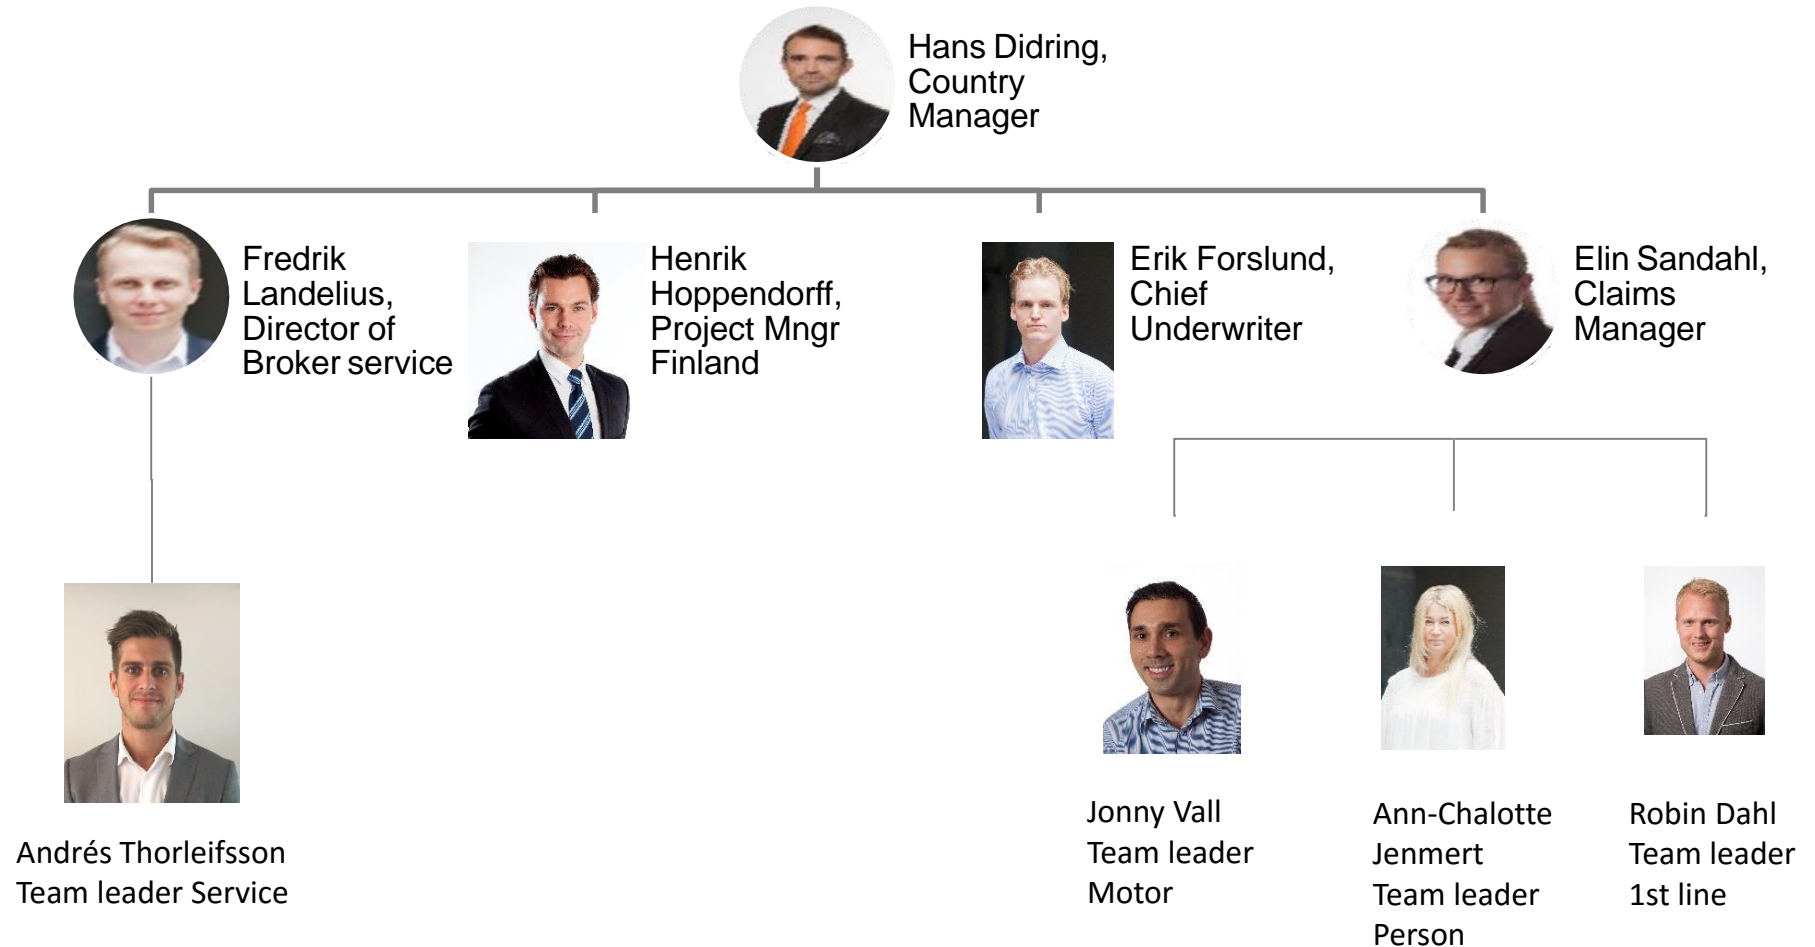 Hans Didring,
Country
Manager
Fredrik
Landelius,
Director of
Broker service
Henrik
Hoppendorff,
Project Mngr
Finland
Erik Forslund,
Chief
Underwriter
Elin Sandahl,
Claims
Manager
Andrés Thorleifsson
Team leader Service
Jonny Vall
Team leader
Motor
Ann-Chalotte
Jenmert
Team leader
Person
Robin Dahl
Team leader
1st line